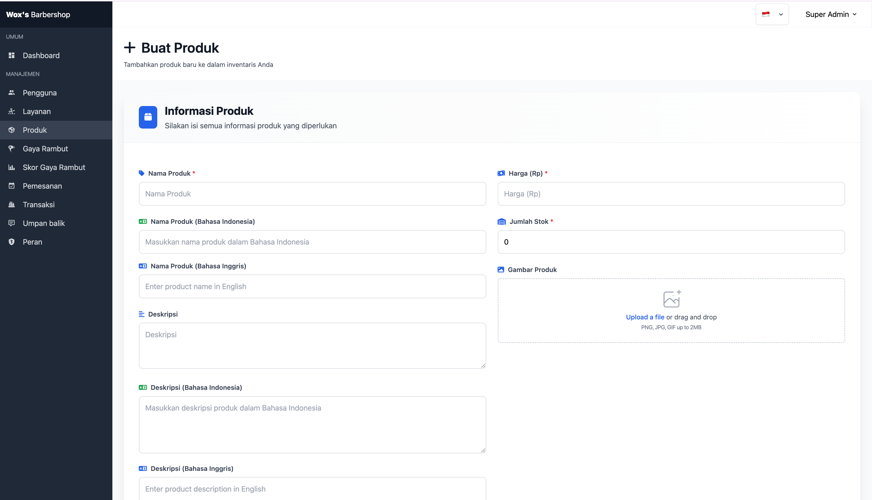 Wox's Barbershop
Super Admin
UMUM
Dashboard
MANAJEMEN
Pengguna
Layanan
Produk
Gaya Rambut
Skor Gaya Rambut
Pemesanan
Transaksi
Umpan balik
Peran
Buat Produk
Tambahkan produk baru ke dalam inventaris Anda
Informasi Produk
Silakan isi semua informasi produk yang diperlukan
Nama Produk *
Nama Produk
Nama Produk (Bahasa Indonesia)
Masukkan nama produk dalam Bahasa Indonesia
Nama Produk (Bahasa Inggris)
Enter product name in English
Deskripsi
Deskripsi
Deskripsi (Bahasa Indonesia)
Masukkan deskripsi produk dalam Bahasa Indonesia
Deskripsi (Bahasa Inggris)
Enter product description in English
Harga (Rp) *
Harga (Rp)
Jumlah Stok *
0
Gambar Produk
Upload a file or drag and drop
PNG, JPG, GIF up to 2MB